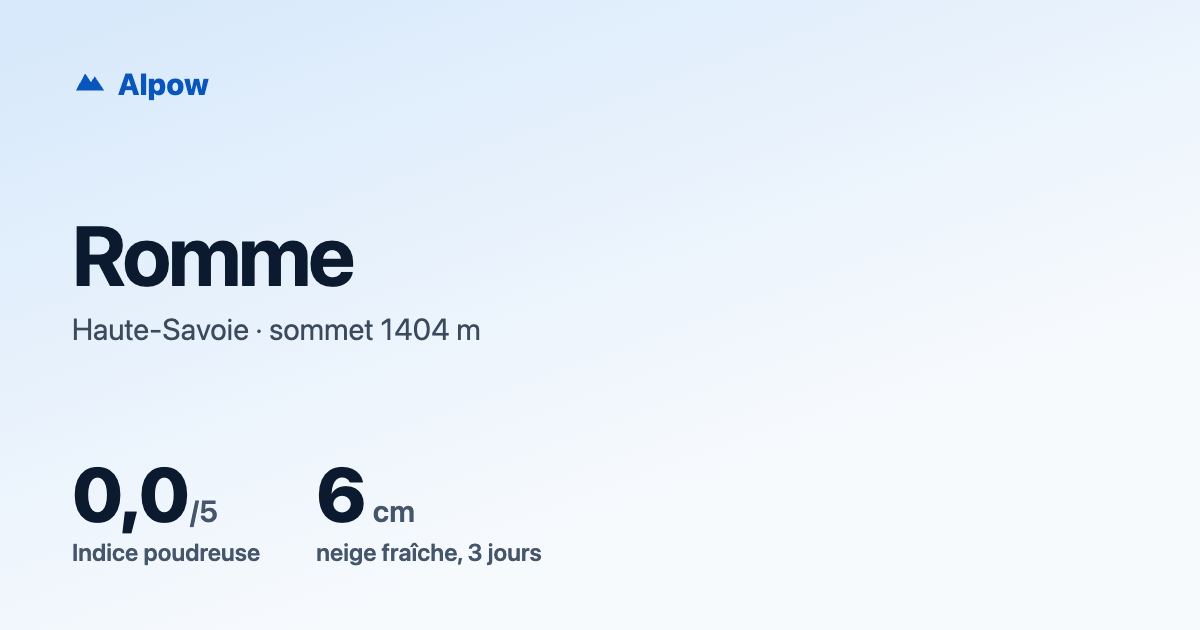 Alpow
Romme
Haute-Savoie · sommet 1404 m
0,0/5
Indice poudreuse
6 cm
neige fraîche, 3 jours